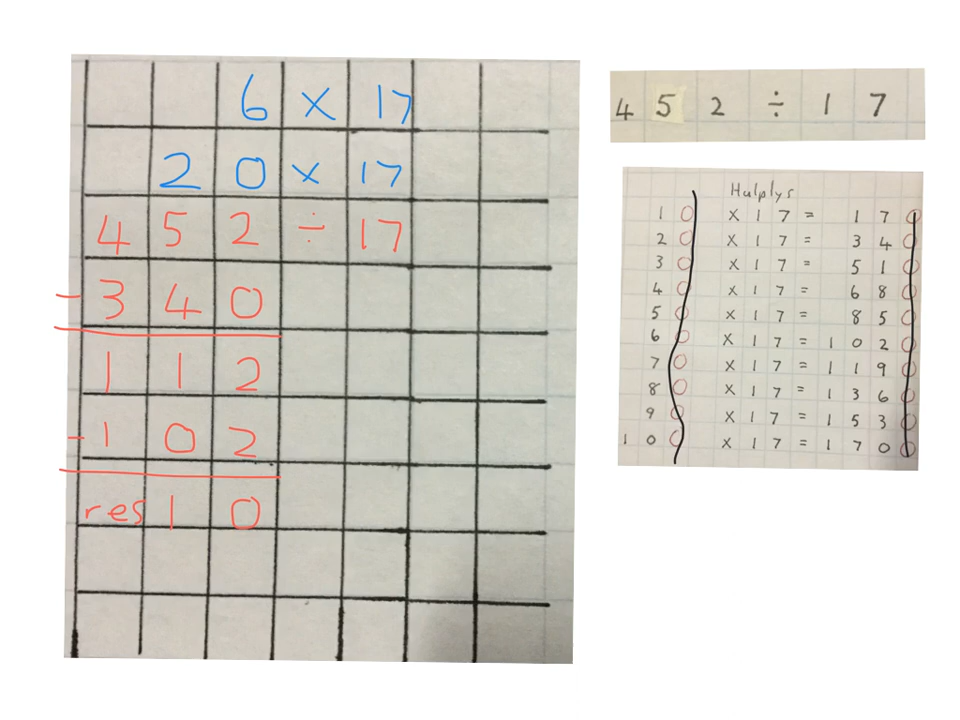 6 x 17
20 x 17
452 ÷ 17
- 340
112
- 102
res 10
452 ÷ 17
Hulplys
10 x 17 = 170
20 x 17 = 340
30 x 17 = 510
40 x 17 = 680
50 x 17 = 850
60 x 17 = 1020
70 x 17 = 1190
80 x 17 = 1360
90 x 17 = 1530
100 x 17 = 1700